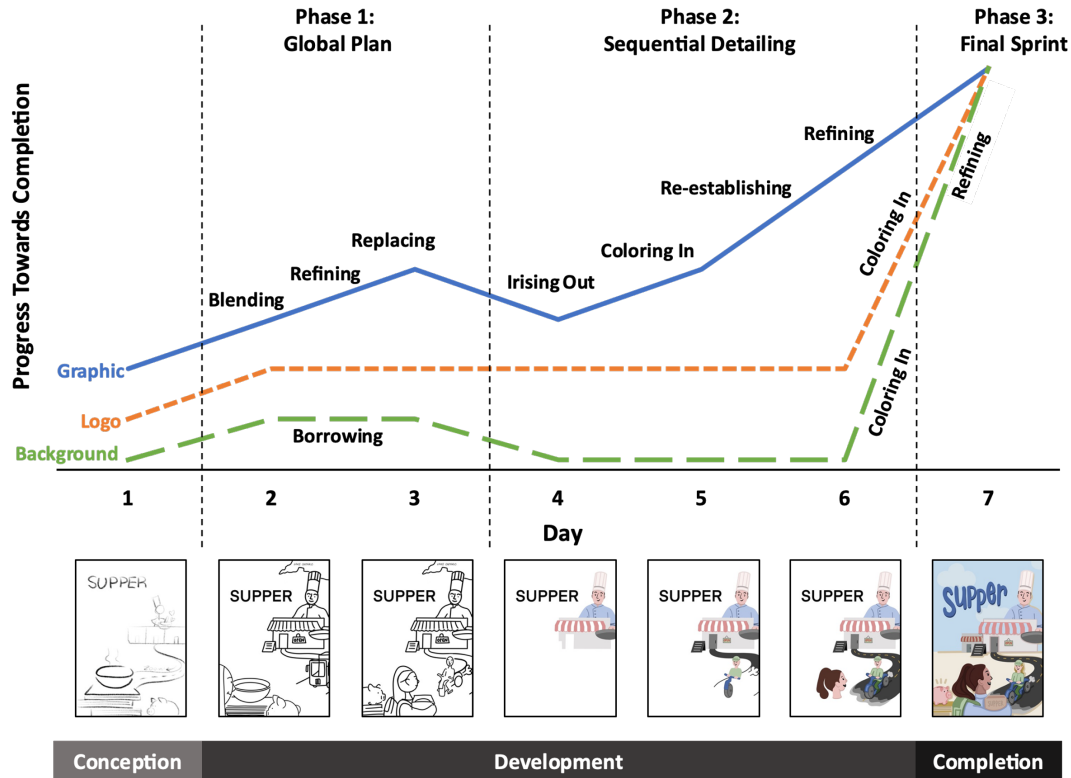 Phase 1:
Global Plan
Phase 2:
Sequential Detailing
Phase 3:
Final Sprint
Progress Towards Completion
Refining
Re-establishing
Replacing
Coloring In
Refining
Blending
Irising Out
Coloring In
Refining
Graphic
Logo
Background
Borrowing
Coloring In
1
2
3
4
5
6
7
Day
SUPPER
SUPPER
SUPPER
SUPPER
SUPPER
SUPPER
Supper
Conception
Development
Completion